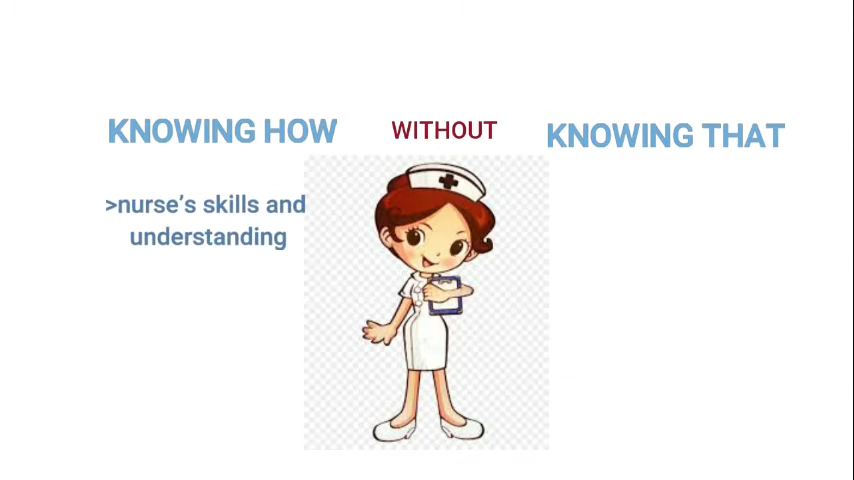 KNOWING HOW WITHOUT KNOWING THAT
>nurse's skills and
understanding